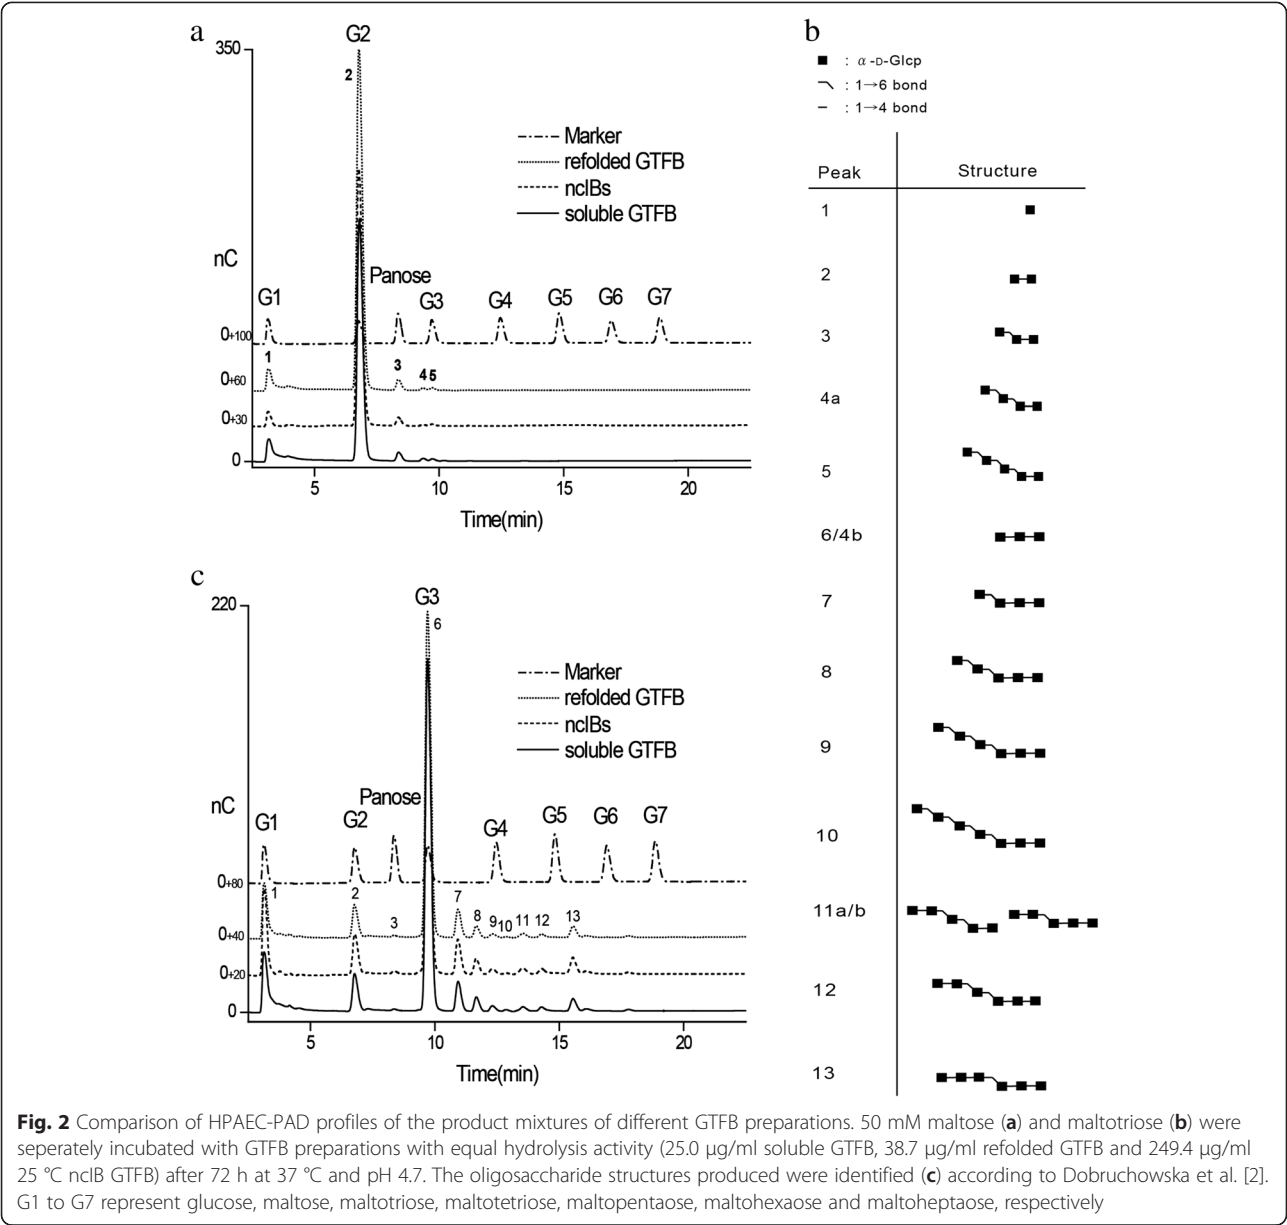 a
G2
350
2
Marker
refolded GTFB
ncIBs
soluble GTFB
nC
Panose
G1
G3
G4
G5
G6
G7
0+100
1
3
4 5
0+60
0+30
0
5
10
15
20
Time(min)
b
: α -D-Glcp
: 1→6 bond
: 1→4 bond
Peak
Structure
1
2
3
4a
5
6/4b
7
8
9
10
11a/b
12
13
c
G3
220
6
Marker
refolded GTFB
ncIBs
soluble GTFB
nC
Panose
G1
G2
G4
G5
G6
G7
0+80
1
2
3
7
8
9
10
11
12
13
0+40
0+20
0
5
10
15
20
Time(min)
Fig. 2 Comparison of HPAEC-PAD profiles of the product mixtures of different GTFB preparations. 50 mM maltose (a) and maltotriose (b) were
seperately incubated with GTFB preparations with equal hydrolysis activity (25.0 μg/ml soluble GTFB, 38.7 μg/ml refolded GTFB and 249.4 μg/ml
25 °C ncIB GTFB) after 72 h at 37 °C and pH 4.7. The oligosaccharide structures produced were identified (c) according to Dobruchowska et al. [2].
G1 to G7 represent glucose, maltose, maltotriose, maltotetriose, maltopentaose, maltohexaose and maltoheptaose, respectively